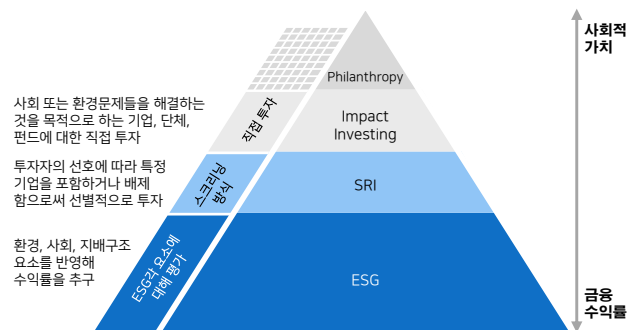 사회적
가치
Philanthropy
사회 또는 환경문제들을 해결하는
것을 목적으로 하는 기업, 단체,
펀드에 대한 직접 투자
직접 투자
Impact
Investing
투자자의 선호에 따라 특정
기업을 포함하거나 배제
함으로써 선별적으로 투자
스크리닝
방식
SRI
환경, 사회, 지배구조
요소를 반영해
수익률을 추구
ESG각 요소에
대해 평가
ESG
금융
수익률